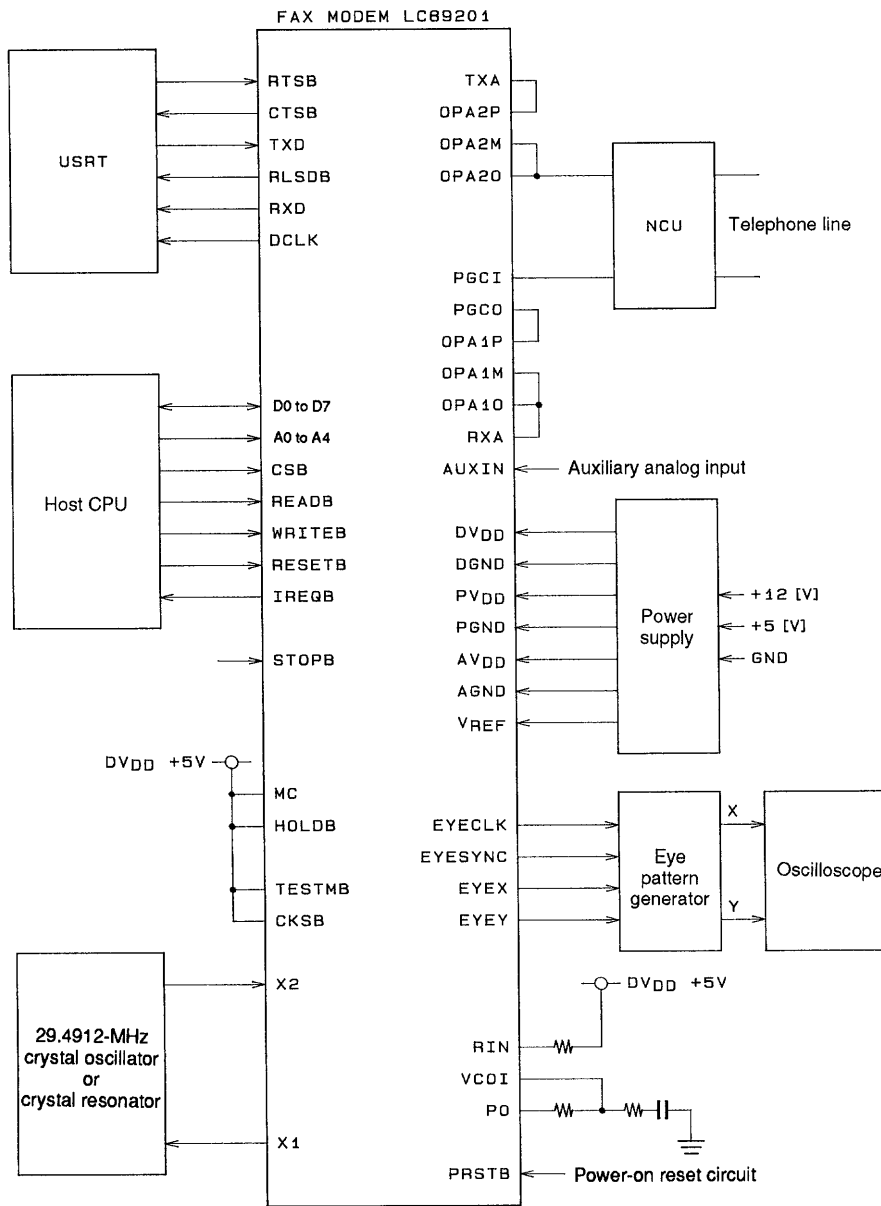 FAX MODEM LC89201
USRT
RTSB
CTSB
TXD
RLSDB
RXD
DCLK
Host CPU
D0 to D7
A0 to A4
CSB
READB
WRITEB
RESETB
IREQB
STOPB
DVDD +5V
MC
HOLDB
TESTMB
CKSB
29.4912-MHz
crystal oscillator
or
crystal resonator
X2
X1
TXA
OPA2P
OPA2M
OPA2O
PGCI
PGCO
OPA1P
OPA1M
OPA1O
RXA
AUXIN
NCU
Telephone line
Auxiliary analog input
DVDD
DGND
PVDD
PGND
AVDD
AGND
VREF
Power
supply
+12 [V]
+5 [V]
GND
EYECLK
EYESYNC
EYEX
EYEY
Eye
pattern
generator
X
Y
Oscilloscope
DVDD +5V
RIN
VCOI
PO
PRSTB
Power-on reset circuit